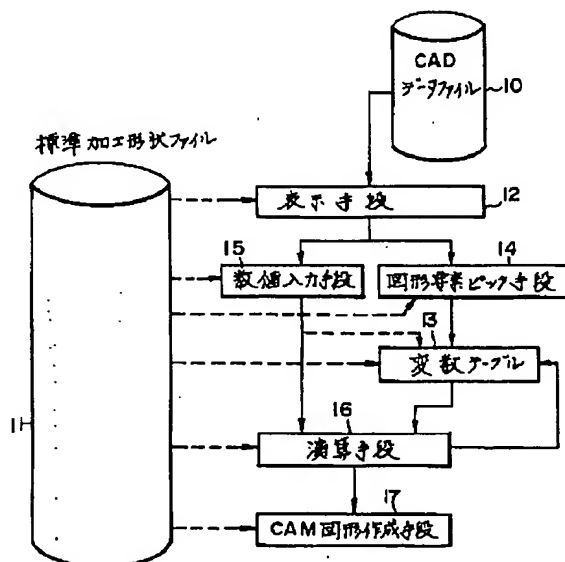 CAD
データファイル
10
標準加工形状ファイル
表示手段
12
15
14
数値入力手段
図形要素ピック手段
13
変数テーブル
11
16
演算手段
17
CAM図形作成手段